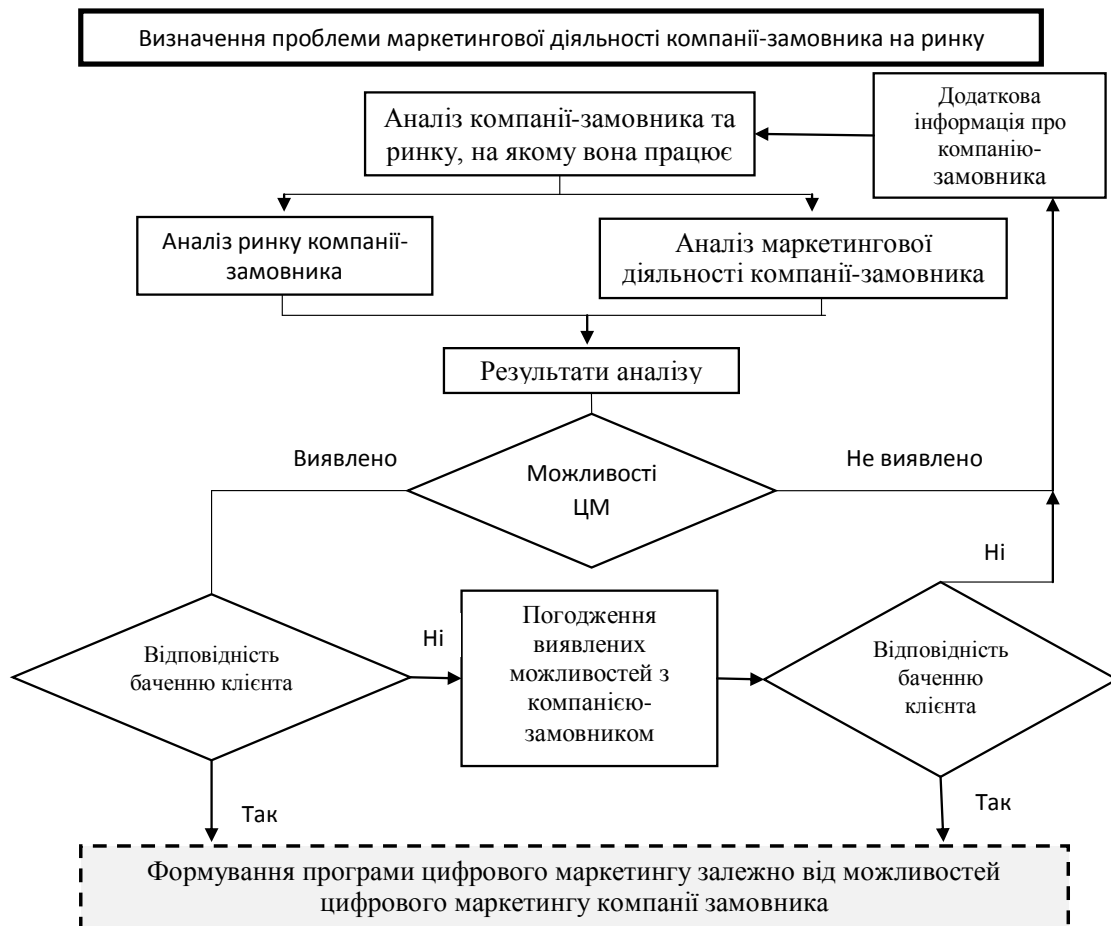 Визначення проблеми маркетингової діяльності компанії-замовника на ринку
Додаткова
інформація про
компанію-
замовника
Аналіз компанії-замовника та
ринку, на якому вона працює
Аналіз ринку компанії-
замовника
Аналіз маркетингової
діяльності компанії-замовника
Результати аналізу
Виявлено
Можливості
ЦМ
Не виявлено
Ні
Відповідність
баченню клієнта
Ні
Погодження
виявлених
можливостей з
компанією-
замовником
Відповідність
баченню
клієнта
Так
Так
Формування програми цифрового маркетингу залежно від можливостей
цифрового маркетингу компанії замовника